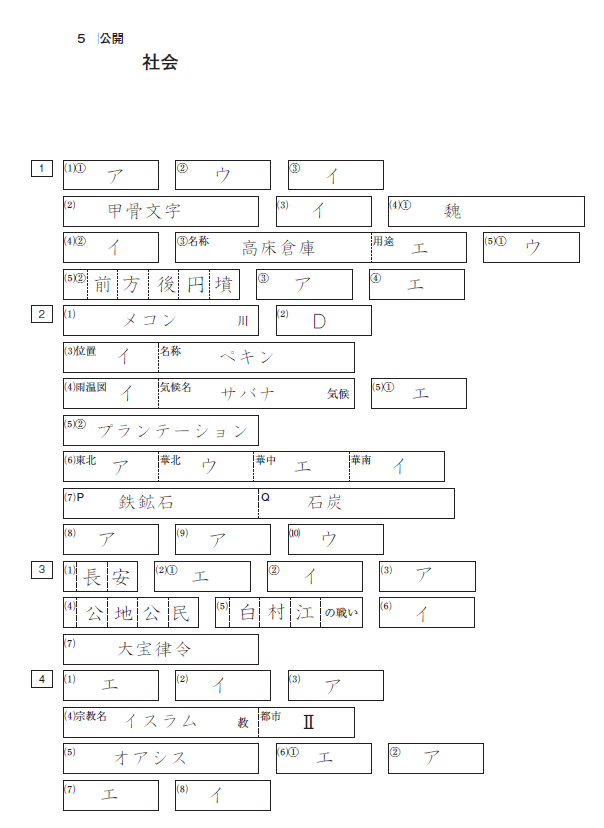 5 公開
社会
1 (1)① ア ② ウ ③ イ
(2) 甲骨文字 (3) イ (4)① 魏
(4)② イ ③名称 高床倉庫 用途 エ (5)① ウ
(5)② 前方後円墳 ③ ア ④ エ
2 (1) メコン 川 (2) D
(3)位置 イ 名称 ペキン
(4)雨温図 イ 気候名 サバナ 気候 (5)① エ
(5)② プランテーション
(6)東北 ア 華北 ウ 華中 エ 華南 イ
(7)P 鉄鉱石 Q 石炭
(8) ア (9) ア (10) ウ
3 (1) 長安 (2)① エ ② イ (3) ア
(4) 公地公民 (5) 白村江 の戦い (6) イ
(7) 大宝律令
4 (1) エ (2) イ (3) ア
(4)宗教名 イスラム 教 都市 Ⅱ
(5) オアシス (6)① エ ② ア
(7) エ (8) イ